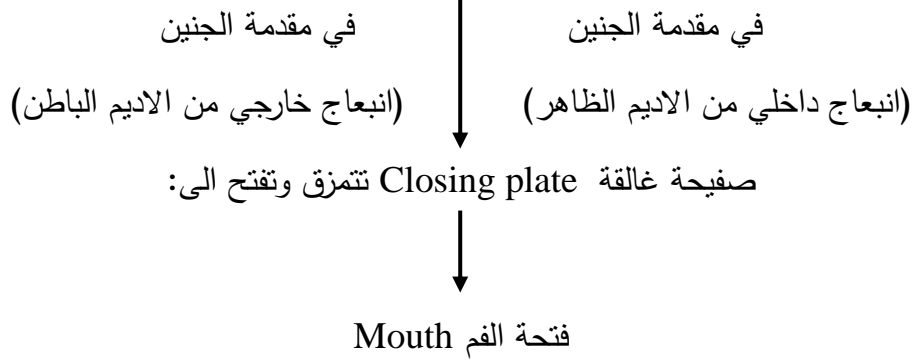 في مقدمة الجنين في مقدمة الجنين
(انبعاج داخلي من الاديم الظاهر) (انبعاج خارجي من الاديم الباطن)
صفيحة غالقة Closing plate تتمزق وتفتح الى:
فتحة الفم Mouth